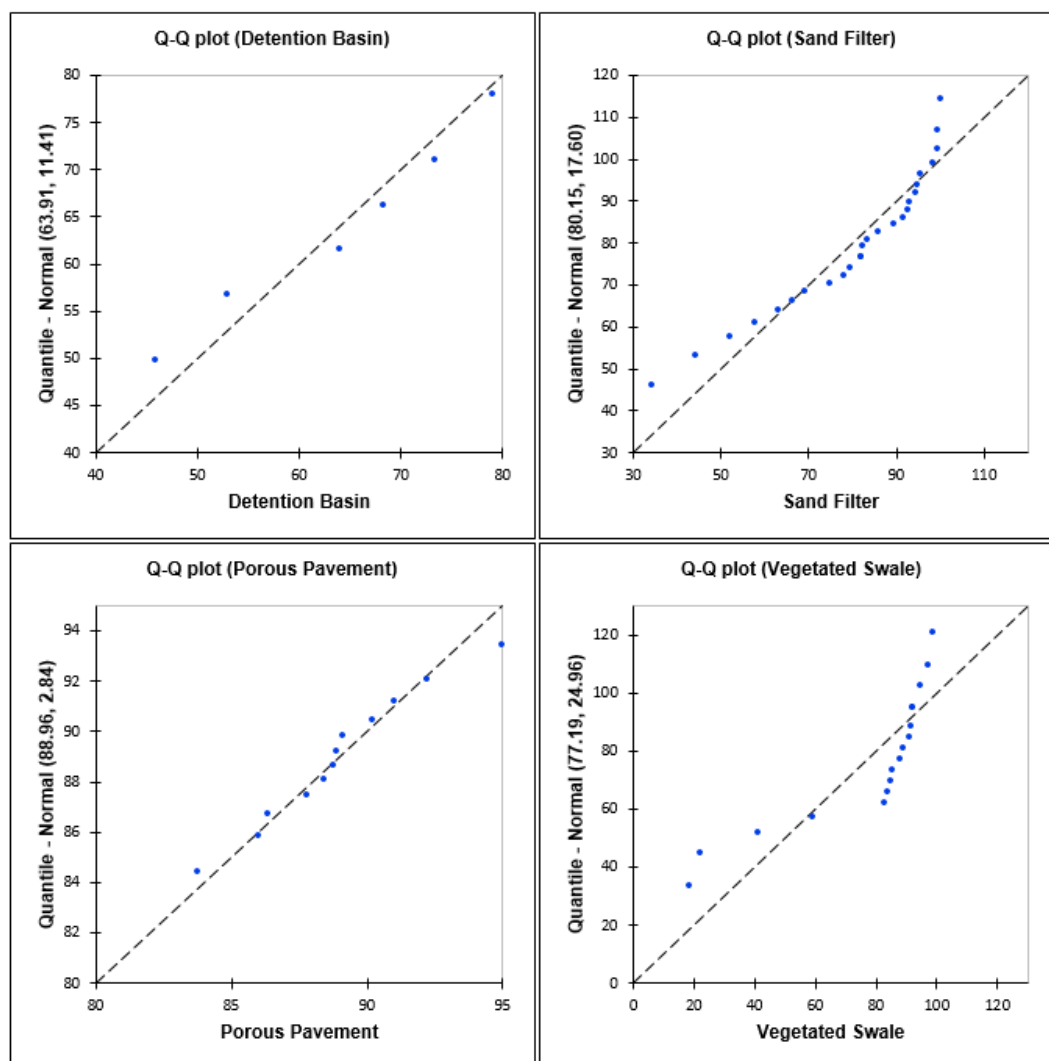 Q-Q plot (Detention Basin)
80
75
70
65
60
55
50
45
40
Quantile - Normal (63.91, 11.41)
40 50 60 70 80
Detention Basin
Q-Q plot (Sand Filter)
120
110
100
90
80
70
60
50
40
30
Quantile - Normal (80.15, 17.60)
30 50 70 90 110
Sand Filter
Q-Q plot (Porous Pavement)
94
92
90
88
86
84
82
80
Quantile - Normal (88.96, 2.84)
80 85 90 95
Porous Pavement
Q-Q plot (Vegetated Swale)
120
100
80
60
40
20
0
Quantile - Normal (77.19, 24.96)
0 20 40 60 80 100 120
Vegetated Swale